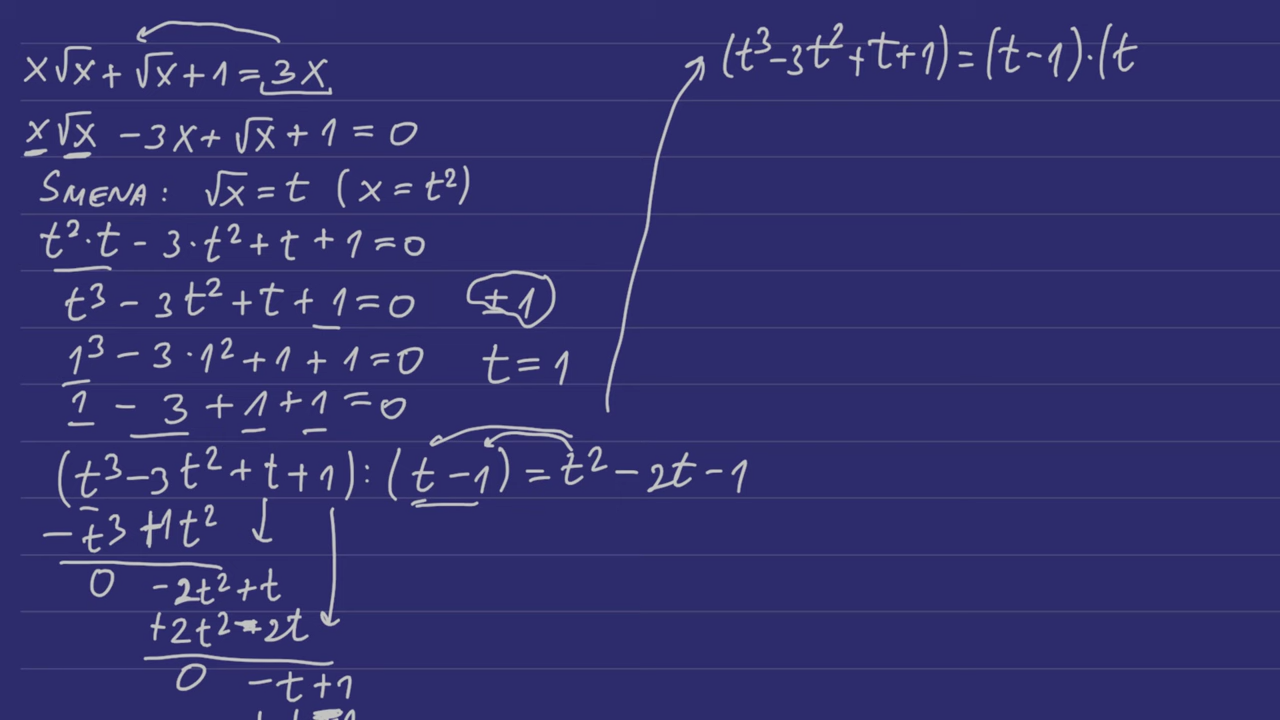 x√x + √x + 1 = 3x
x√x - 3x + √x + 1 = 0
SMENA: √x = t (x = t²)
t²·t - 3·t² + t + 1 = 0
t³ - 3t² + t + 1 = 0 ±1
1³ - 3·1² + 1 + 1 = 0 t = 1
1 - 3 + 1 + 1 = 0
(t³ - 3t² + t + 1) : (t - 1) = t² - 2t - 1
- t³ + 1t²
0 - 2t² + t
+ 2t² - 2t
0 - t + 1
(t³ - 3t² + t + 1) = (t - 1)·(t